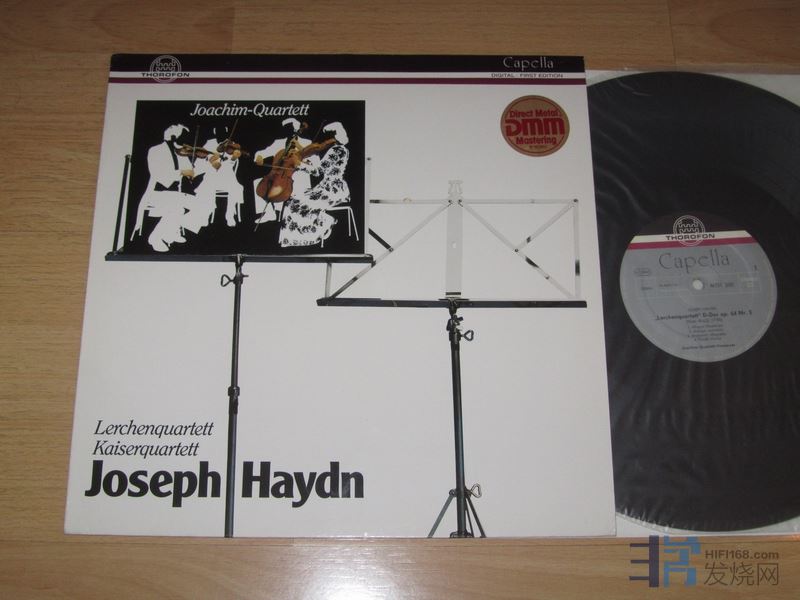 THOROFON
Capella
DIGITAL · FIRST EDITION
Joachim-Quartett
Direct Metal
DMM
Mastering
Lerchenquartett
Kaiserquartett
Joseph Haydn
THOROFON
Capella
„Lerchenquartett“ D-Dur op. 64 Nr. 5
HIFI168.com
发烧网